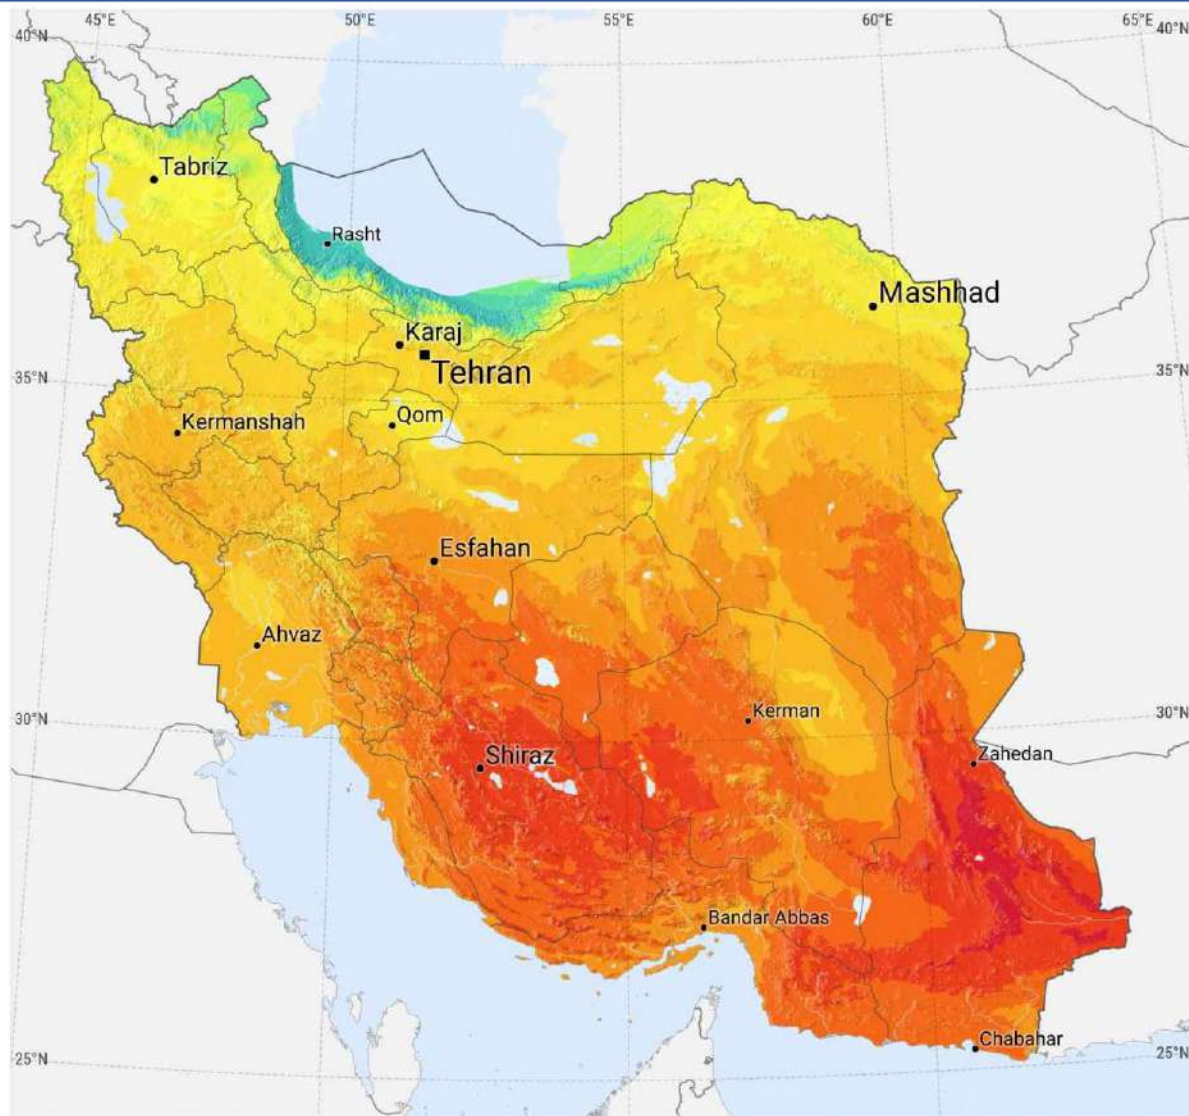 45°E
50°E
55°E
60°E
65°E
40°N
40°N
Tabriz
Rasht
Mashhad
Karaj
Tehran
35°N
35°N
Kermanshah
Qom
Esfahan
Ahvaz
30°N
30°N
Kerman
Shiraz
Zahedan
Bandar Abbas
Chabahar
25°N
25°N